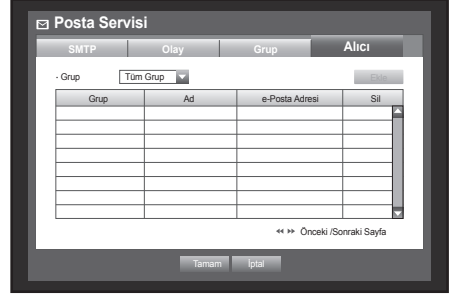 Posta Servisi
SMTP Olay Grup Alıcı
· Grup Tüm Grup Ekle
Grup Ad e-Posta Adresi Sil
Önceki /Sonraki Sayfa
Tamam İptal